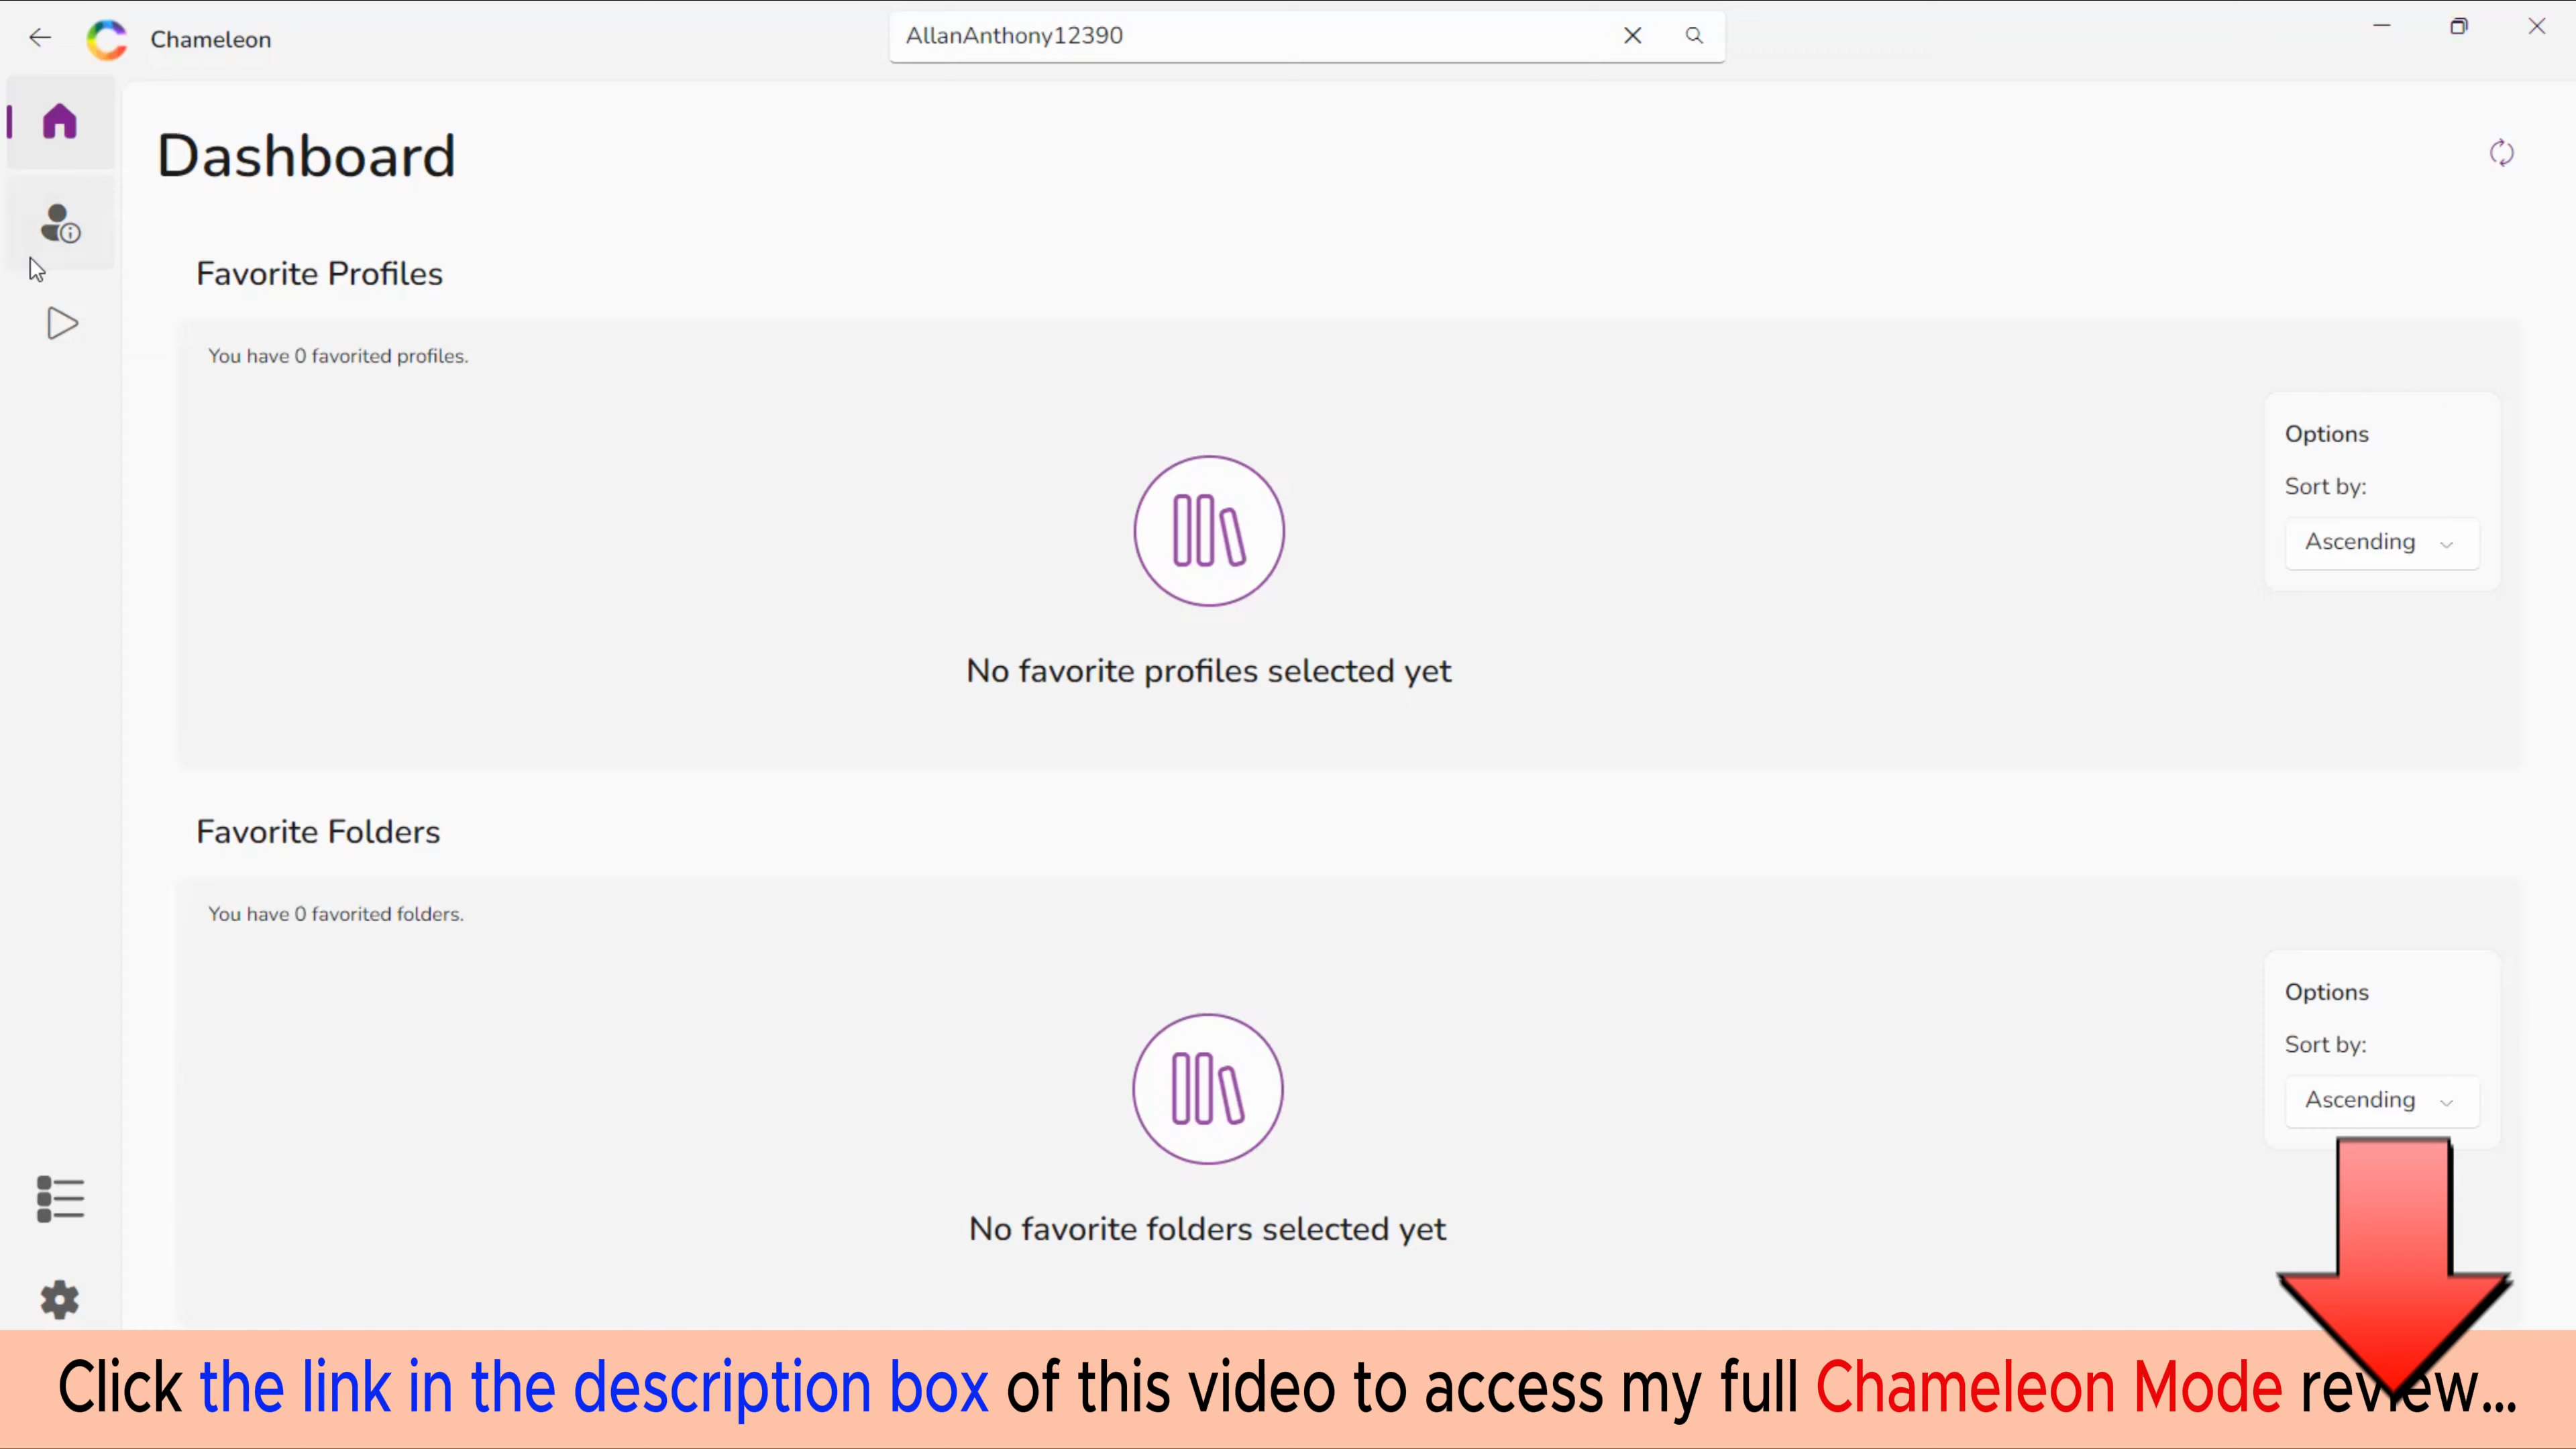 Chameleon
AllanAnthony12390
Dashboard
Favorite Profiles
You have 0 favorited profiles.
Options
Sort by:
Ascending
No favorite profiles selected yet
Favorite Folders
You have 0 favorited folders.
Options
Sort by:
Ascending
No favorite folders selected yet
Click the link in the description box of this video to access my full Chameleon Mode review...